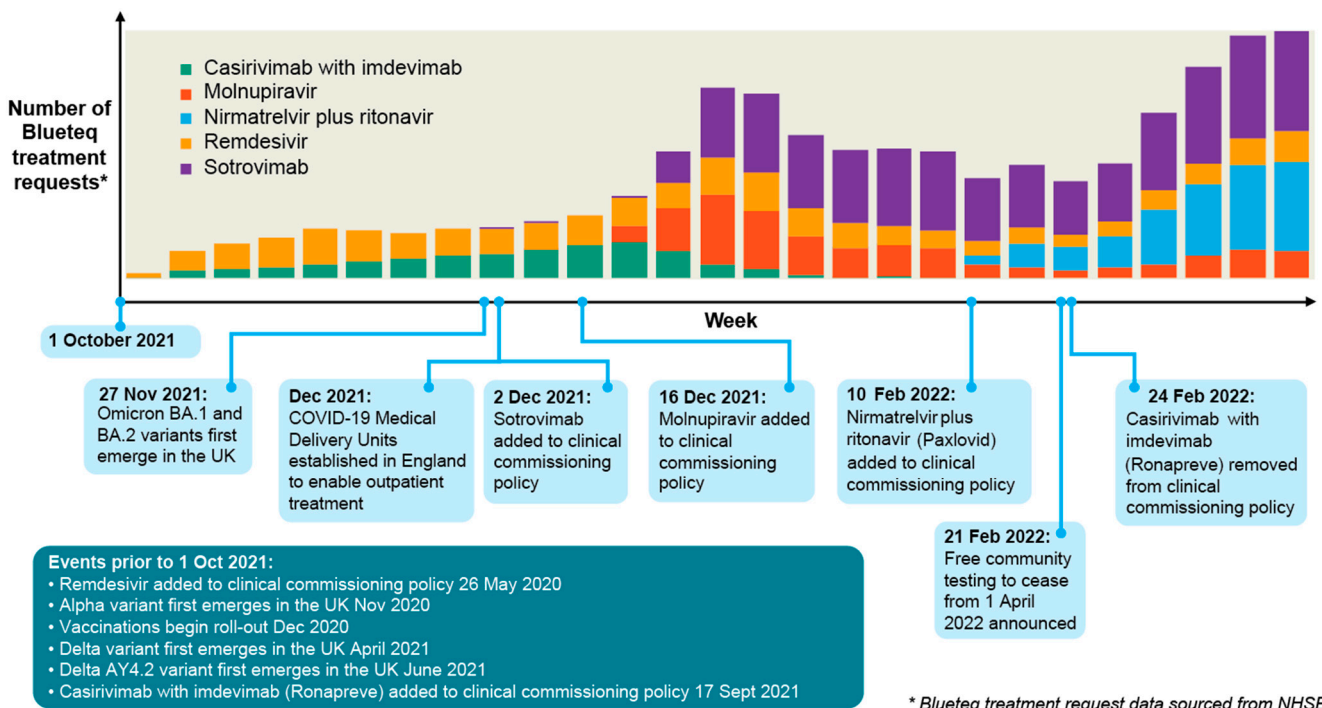 Number of
Blueteq
treatment
requests*
Casirivimab with imdevimab
Molnupiravir
Nirmatrelvir plus ritonavir
Remdesivir
Sotrovimab
Week
1 October 2021
27 Nov 2021:
Omicron BA.1 and
BA.2 variants first
emerge in the UK
Dec 2021:
COVID-19 Medical
Delivery Units
established in England
to enable outpatient
treatment
2 Dec 2021:
Sotrovimab
added to clinical
commissioning
policy
16 Dec 2021:
Molnupiravir added
to clinical
commissioning
policy
10 Feb 2022:
Nirmatrelvir plus
ritonavir (Paxlovid)
added to clinical
commissioning policy
24 Feb 2022:
Casirivimab with
imdevimab
(Ronapreve) removed
from clinical
commissioning policy
21 Feb 2022:
Free community
testing to cease
from 1 April
2022 announced
Events prior to 1 Oct 2021:
• Remdesivir added to clinical commissioning policy 26 May 2020
• Alpha variant first emerges in the UK Nov 2020
• Vaccinations begin roll-out Dec 2020
• Delta variant first emerges in the UK April 2021
• Delta AY4.2 variant first emerges in the UK June 2021
• Casirivimab with imdevimab (Ronapreve) added to clinical commissioning policy 17 Sept 2021
* Blueteq treatment request data sourced from